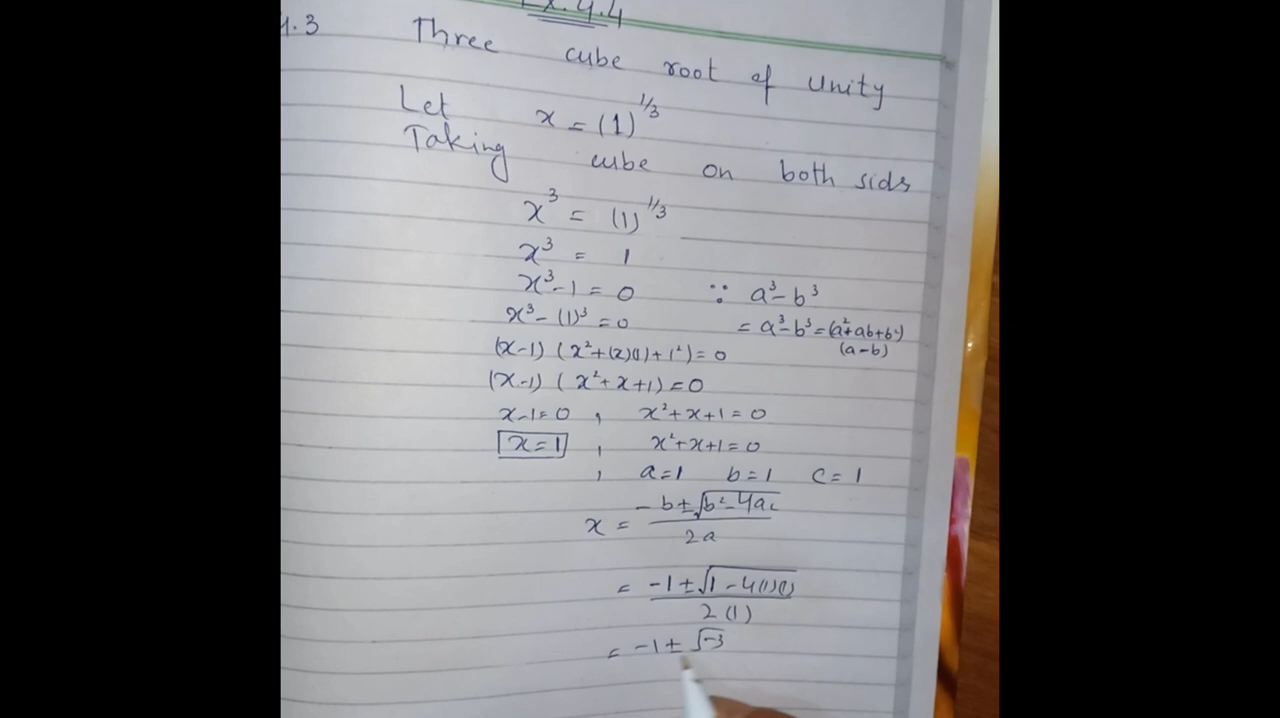 Ex.4.4
4.3 Three cube root of Unity
Let x = (1)^1/3
Taking cube on both sids
x³ = (1)^1/3
x³ = 1
x³-1 = 0 ∵ a³-b³
x³ - (1)³ = 0 = a³-b³ = (a²+ab+b²)
(a-b)
(x-1) (x²+(x)(1)+1²) = 0
(x-1) (x²+x+1) = 0
x-1=0 , x²+x+1=0
x=1 , x²+x+1=0
, a=1 b=1 c=1
x = -b±√b²-4ac
2a
= -1±√1-4(1)(1)
2(1)
= -1±√-3